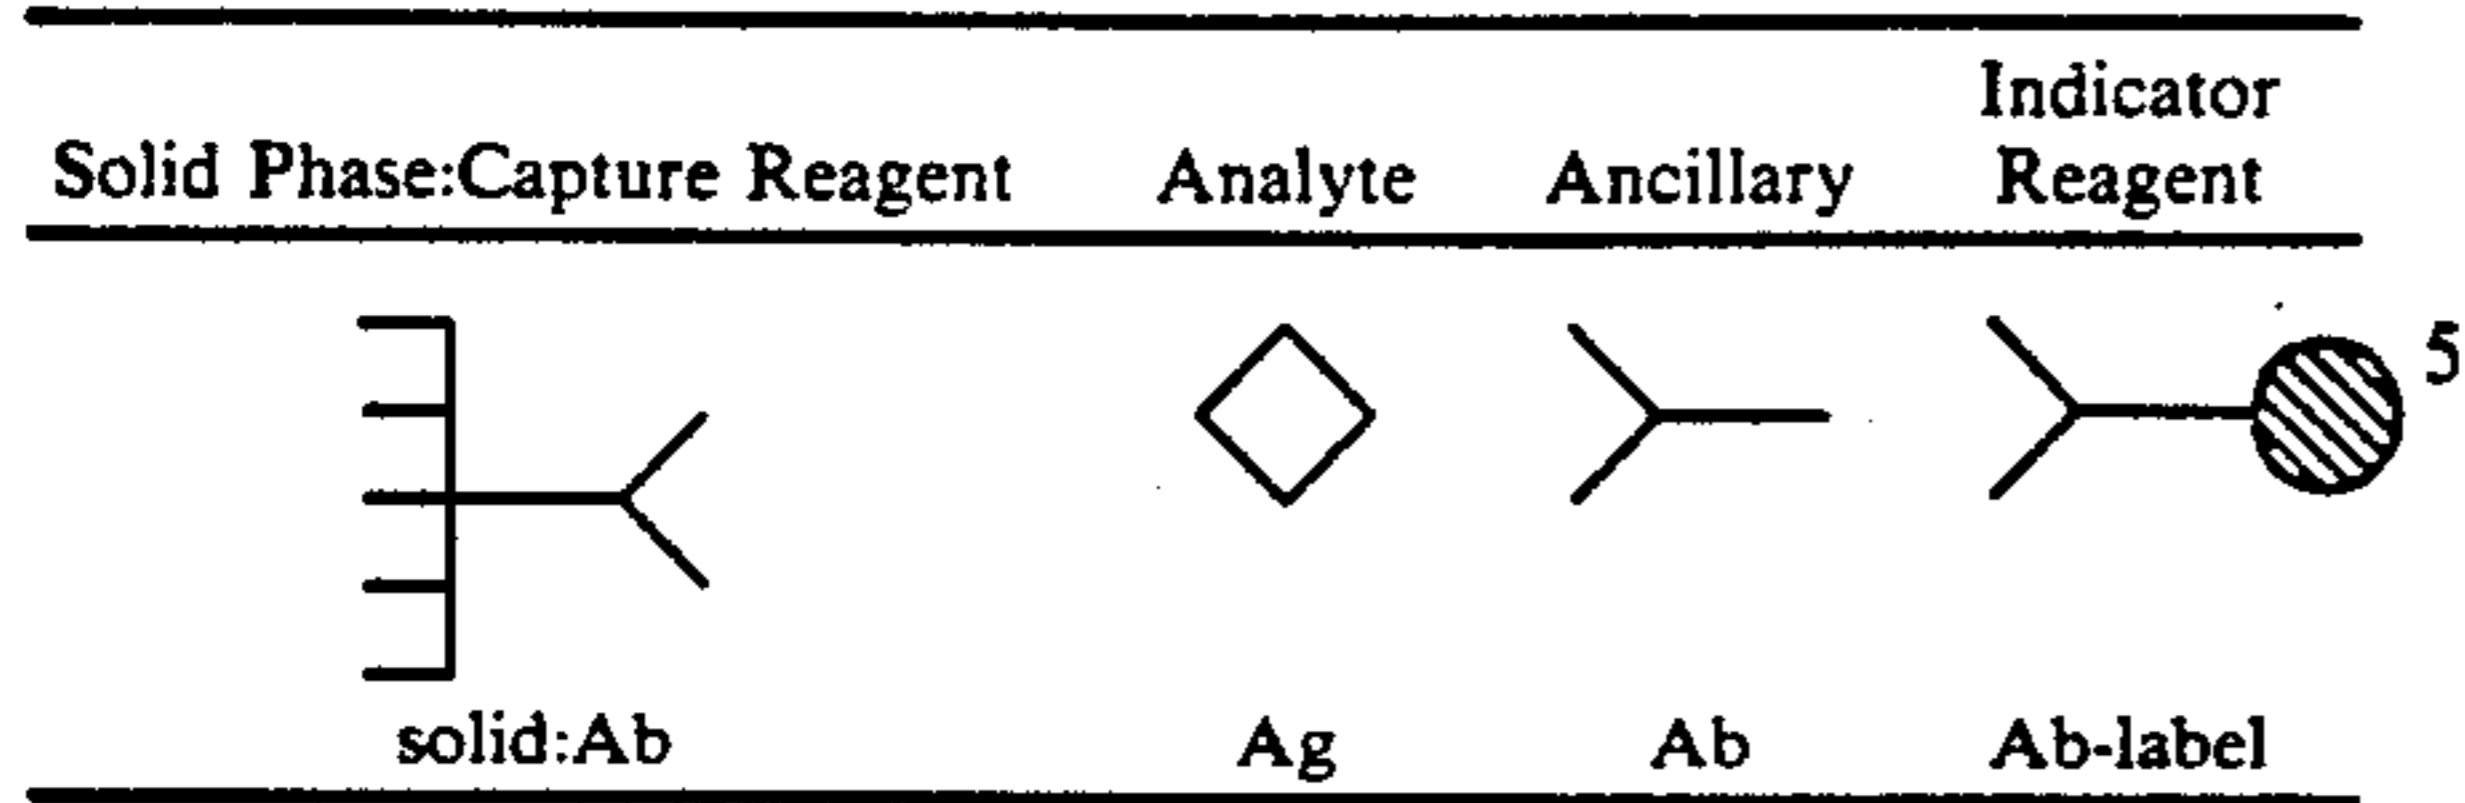 Indicator
Solid Phase:Capture Reagent Analyte Ancillary Reagent
5
solid:Ab Ag Ab Ab-label